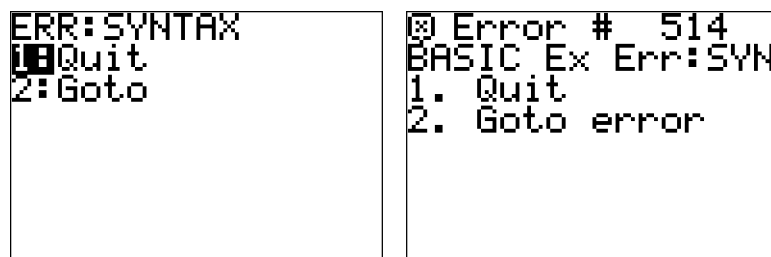 ERR:SYNTAX
1:Quit
2:Goto
Error # 514
BASIC Ex Err:SYN
1. Quit
2. Goto error